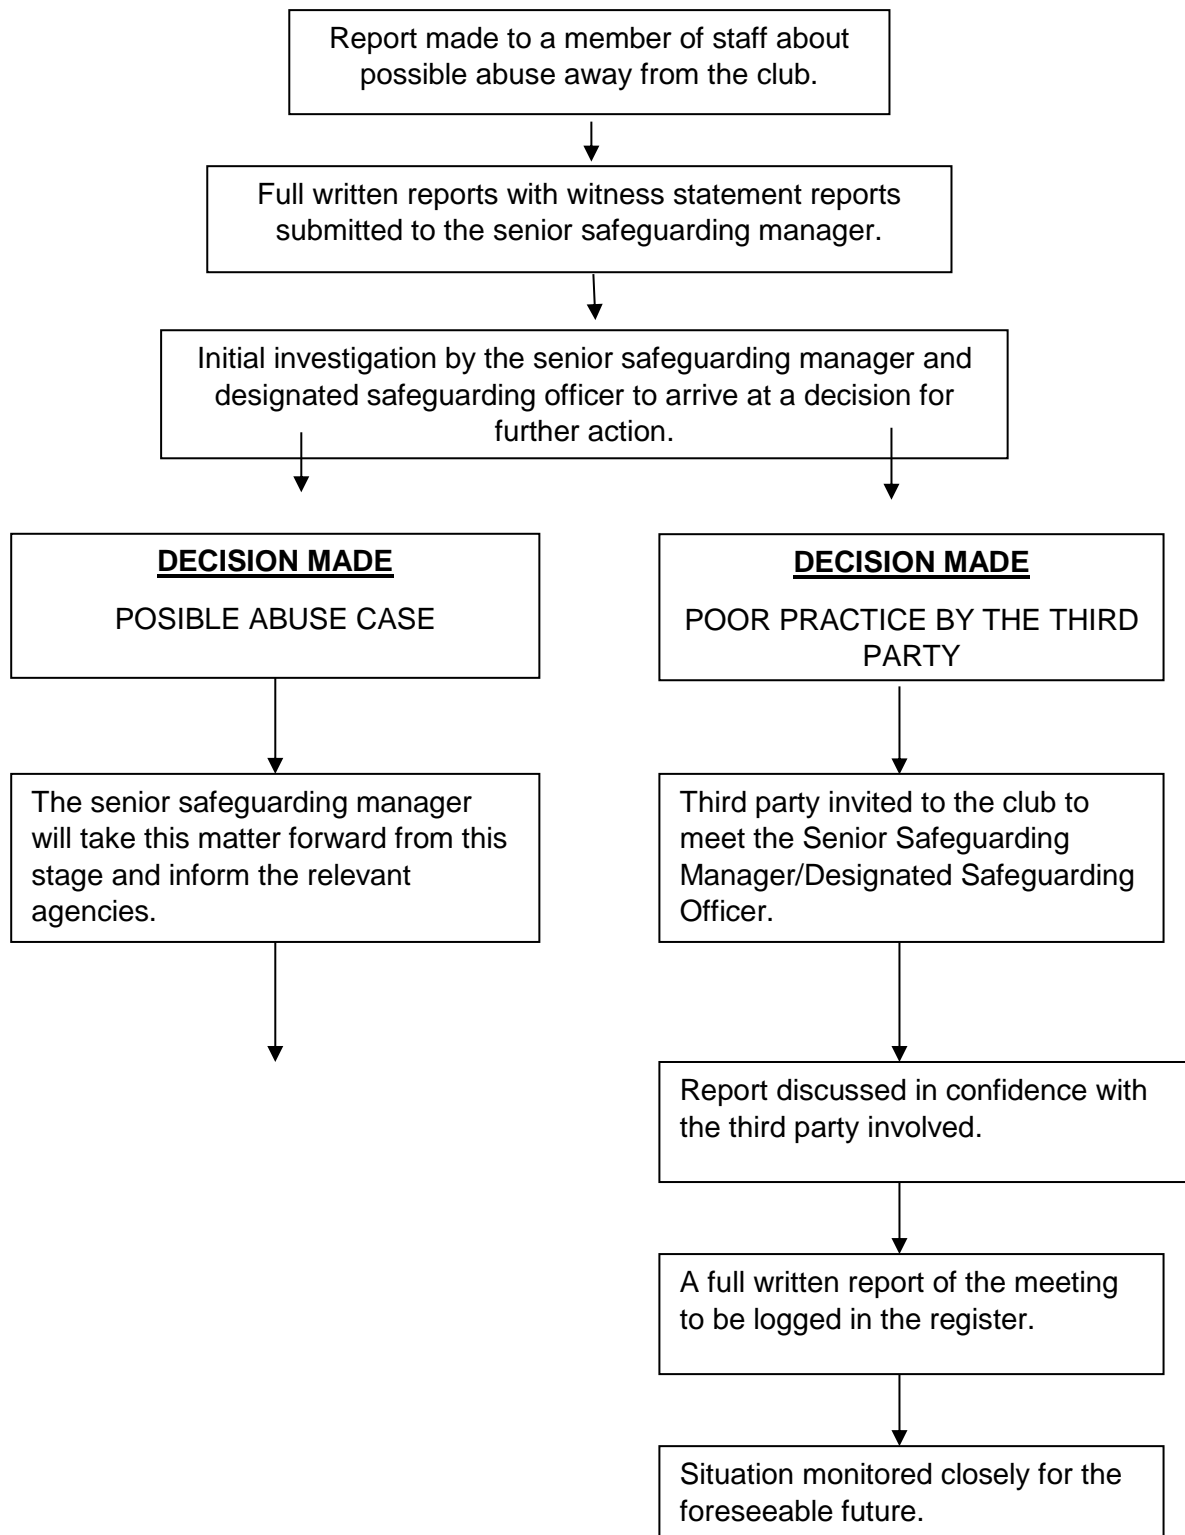 Report made to a member of staff about
possible abuse away from the club.
Full written reports with witness statement reports
submitted to the senior safeguarding manager.
Initial investigation by the senior safeguarding manager and
designated safeguarding officer to arrive at a decision for
further action.
DECISION MADE
POSIBLE ABUSE CASE
DECISION MADE
POOR PRACTICE BY THE THIRD
PARTY
The senior safeguarding manager
will take this matter forward from this
stage and inform the relevant
agencies.
Third party invited to the club to
meet the Senior Safeguarding
Manager/Designated Safeguarding
Officer.
Report discussed in confidence with
the third party involved.
A full written report of the meeting
to be logged in the register.
Situation monitored closely for the
foreseeable future.